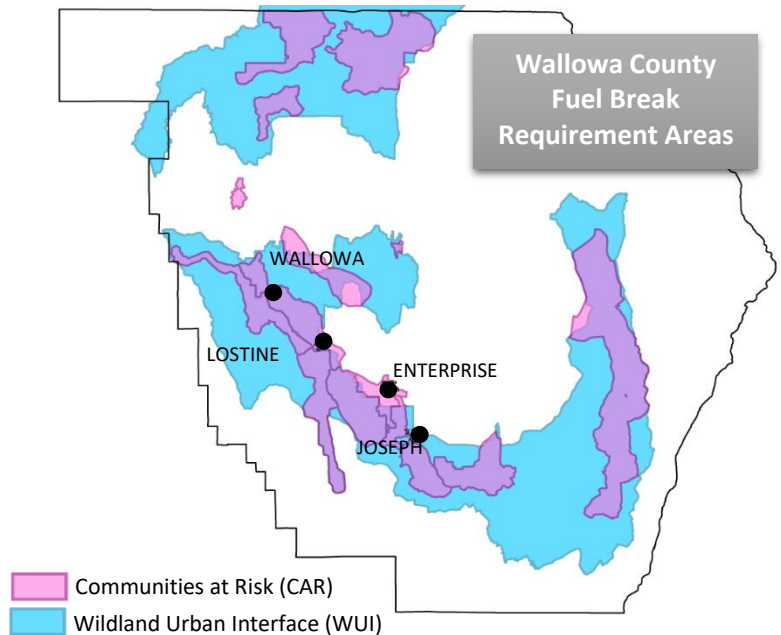 Wallowa County
Fuel Break
Requirement Areas
WALLOWA
LOSTINE
ENTERPRISE
JOSEPH
Communities at Risk (CAR)
Wildland Urban Interface (WUI)